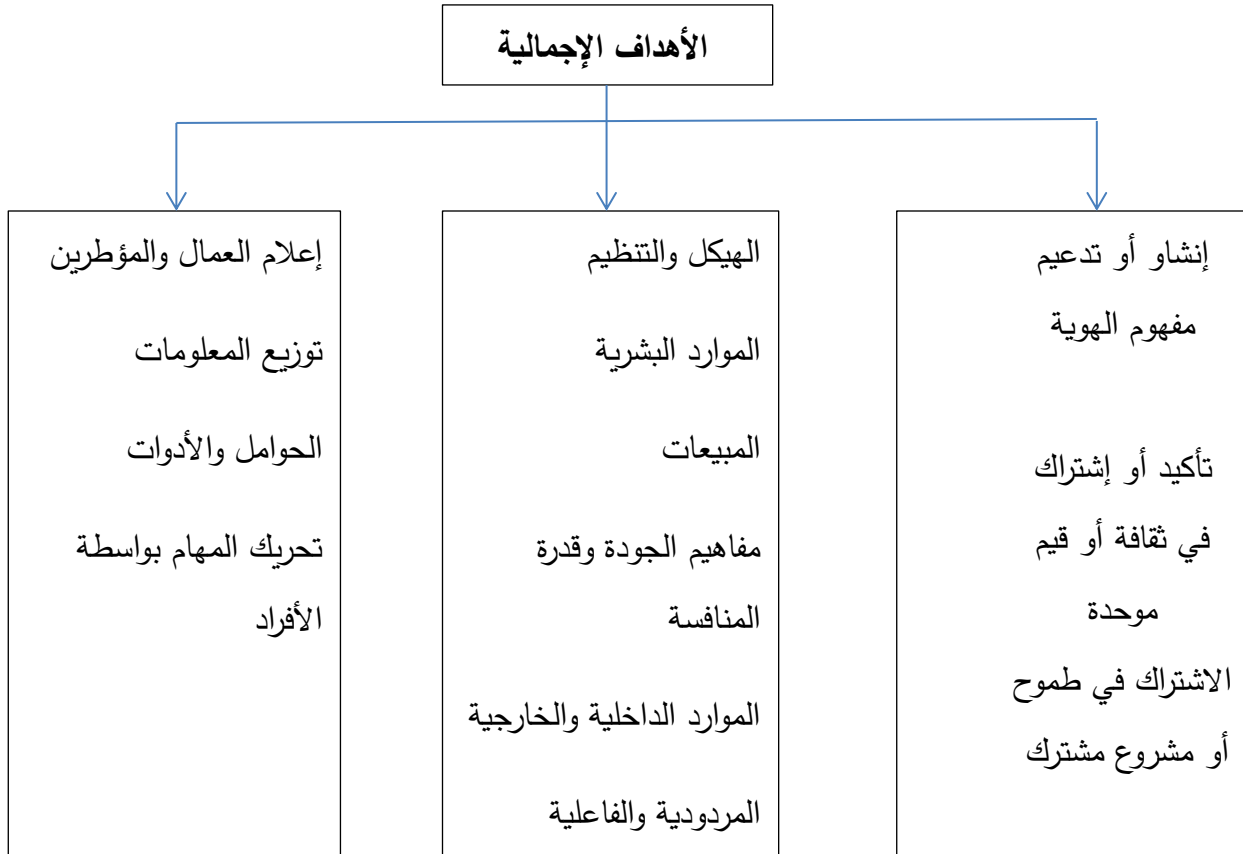 الأهداف الإجمالية
إنشاو أو تدعيم
مفهوم الهوية
تأكيد أو إشتراك
في ثقافة أو قيم
موحدة
الاشتراك في طموح
أو مشروع مشترك
الهيكل والتنظيم
الموارد البشرية
المبيعات
مفاهيم الجودة وقدرة
المنافسة
الموارد الداخلية والخارجية
المردودية والفاعلية
إعلام العمال والمؤطرين
توزيع المعلومات
الحوامل والأدوات
تحريك المهام بواسطة
الأفراد